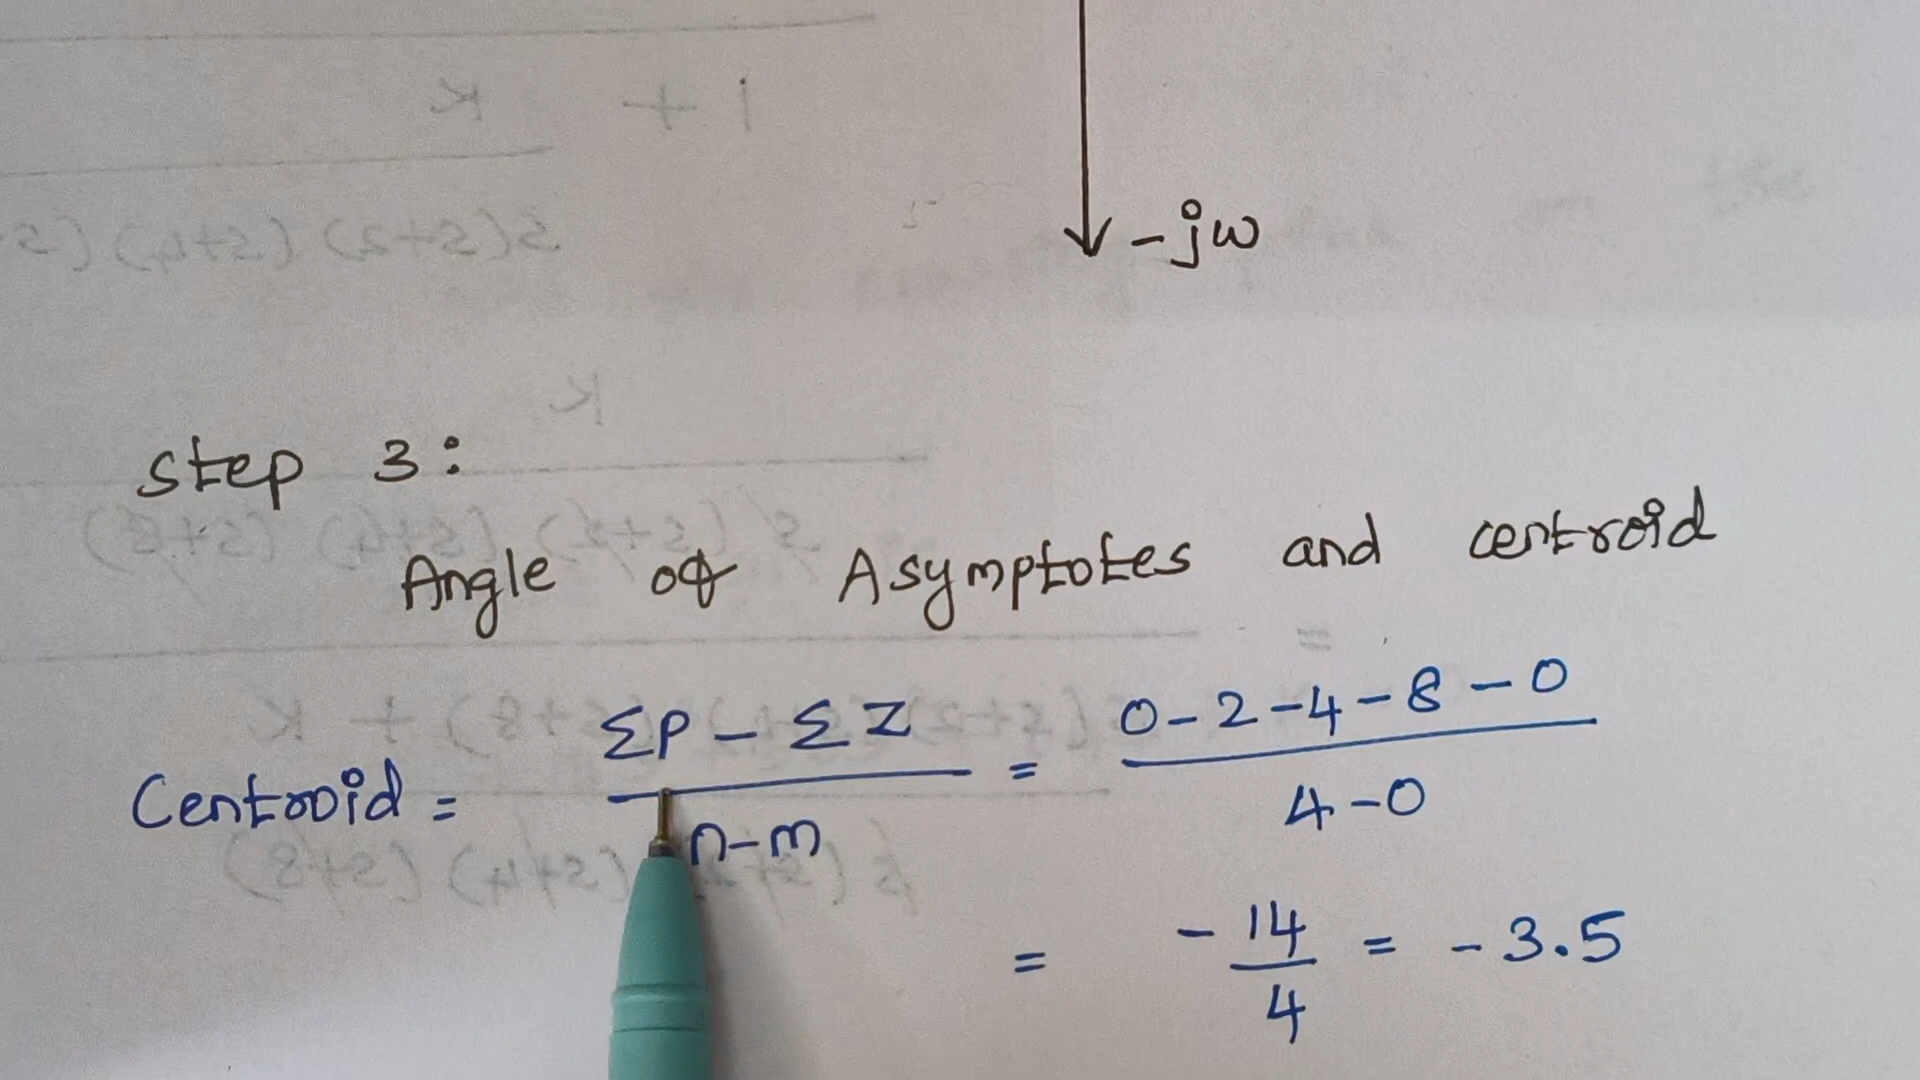 -jω
Step 3:
Angle of Asymptotes and centroid
Centroid = ΣP - ΣZ / n-m = 0-2-4-8-0 / 4-0
= -14 / 4 = -3.5